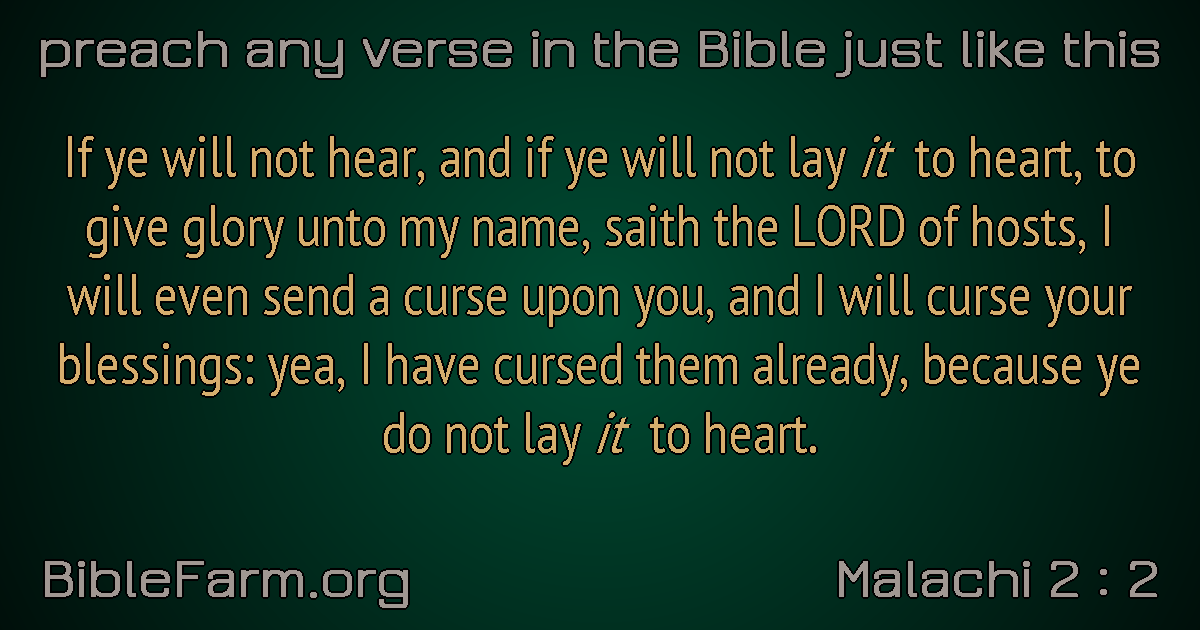 preach any verse in the Bible just like this
If ye will not hear, and if ye will not lay it to heart, to
give glory unto my name, saith the LORD of hosts, I
will even send a curse upon you, and I will curse your
blessings: yea, I have cursed them already, because ye
do not lay it to heart.
BibleFarm.org
Malachi 2 : 2